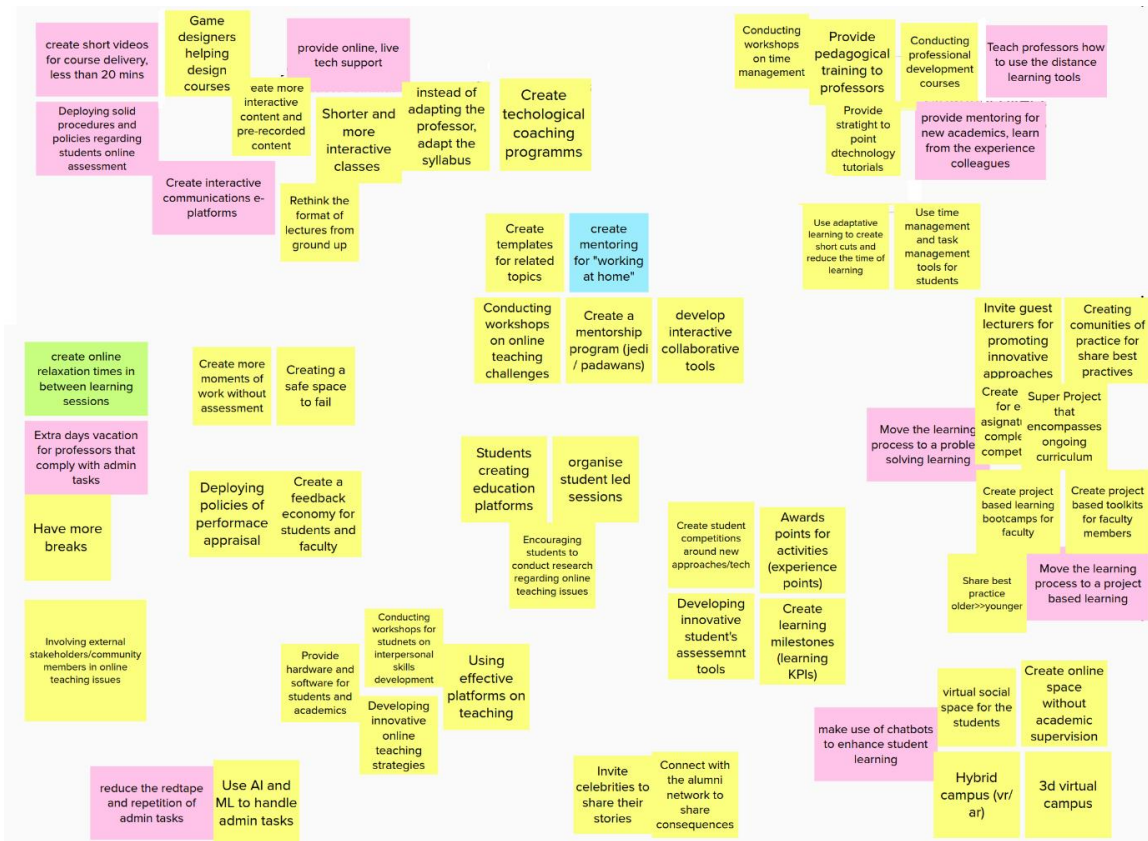 create short videos
for course delivery,
less than 20 mins
Game
designers
helping
design
courses
provide online, live
tech support
Deploying solid
procedures and
policies regarding
students online
assessment
eate more
interactive
content and
pre-recorded
content
Shorter and
more
interactive
classes
instead of
adapting the
professor,
adapt the
syllabus
Create
techological
coaching
programms
Create interactive
communications e-
platforms
Rethink the
format of
lectures from
ground up
Conducting
workshops
on time
management
Provide
pedagogical
training to
professors
Conducting
professional
development
courses
Teach professors how
to use the distance
learning tools
Provide
stratight to
point
dtechnology
tutorials
provide mentoring for
new academics, learn
from the experience
colleagues
Use adaptative
learning to create
short cuts and
reduce the time of
learning
Use time
management
and task
management
tools for
students
Create
templates
for related
topics
create
mentoring
for "working
at home"
Conducting
workshops
on online
teaching
challenges
Create a
mentorship
program (jedi
/ padawans)
develop
interactive
collaborative
tools
Invite guest
lecturers for
promoting
innovative
approaches
Creating
comunities of
practice for
share best
practives
Create
for e
asignat
comple
compet
Super Project
that
encompasses
ongoing
curriculum
Move the learning
process to a proble
solving learning
Create project
based learning
bootcamps for
faculty
Create project
based toolkits
for faculty
members
Share best
practice
older>>younger
Move the learning
process to a project
based learning
create online
relaxation times in
between learning
sessions
Extra days vacation
for professors that
comply with admin
tasks
Have more
breaks
Create more
moments of
work without
assessment
Creating a
safe space
to fail
Deploying
policies of
performace
appraisal
Create a
feedback
economy for
students and
faculty
Students
creating
education
platforms
organise
student led
sessions
Encouraging
students to
conduct research
regarding online
teaching issues
Create student
competitions
around new
approaches/tech
Awards
points for
activities
(experience
points)
Developing
innovative
student's
assessemnt
tools
Create
learning
milestones
(learning
KPIs)
Involving external
stakeholders/community
members in online
teaching issues
Conducting
workshops for
studnets on
interpersonal
skills
development
Provide
hardware and
software for
students and
academics
Using
effective
platforms on
teaching
Developing
innovative
online
teaching
strategies
reduce the redtape
and repetition of
admin tasks
Use AI and
ML to handle
admin tasks
Invite
celebrities to
share their
stories
Connect with
the alumni
network to
share
consequences
make use of chatbots
to enhance student
learning
virtual social
space for the
students
Create online
space
without
academic
supervision
Hybrid
campus (vr/
ar)
3d virtual
campus